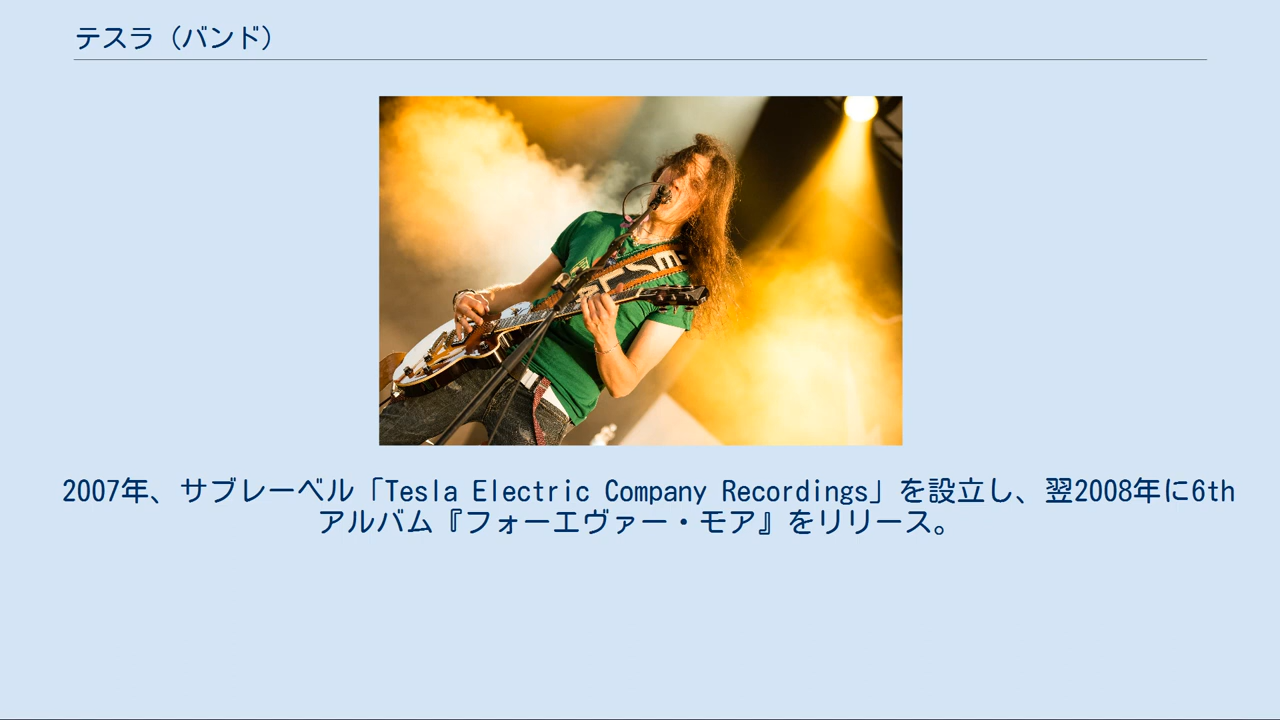 テスラ（バンド）
2007年、サブレーベル「Tesla Electric Company Recordings」を設立し、翌2008年に6th
アルバム『フォーエヴァー・モア』をリリース。